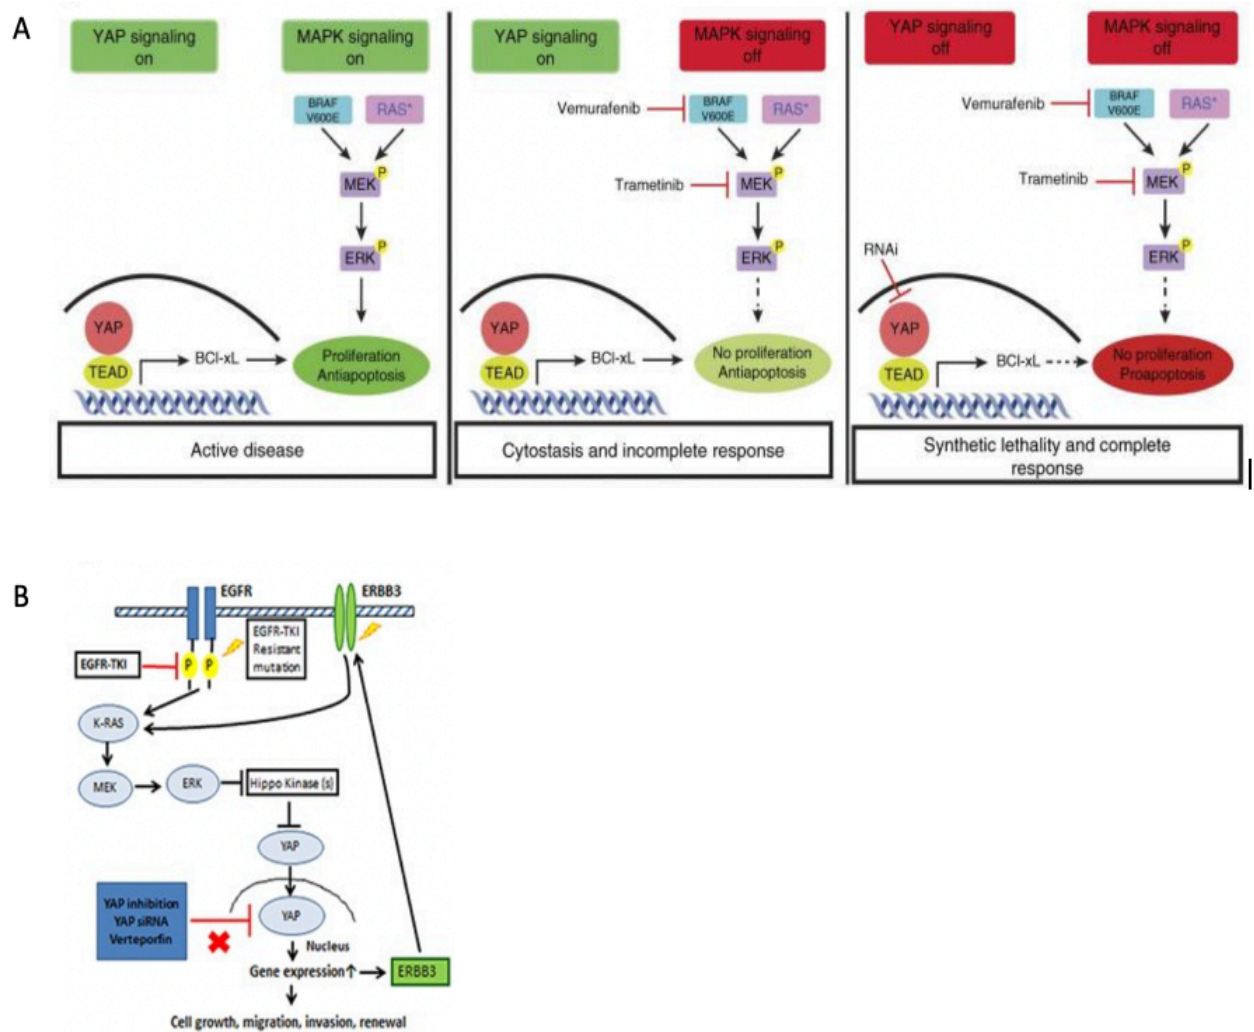 A
YAP signaling
on
MAPK signaling
on
BRAF
V600E
RAS*
MEK
P
ERK
P
YAP
TEAD
BCl-xL
Proliferation
Antiapoptosis
Active disease
YAP signaling
on
MAPK signaling
off
Vemurafenib
BRAF
V600E
RAS*
Trametinib
MEK
P
ERK
P
YAP
TEAD
BCl-xL
No proliferation
Antiapoptosis
Cytostasis and incomplete response
YAP signaling
off
MAPK signaling
off
Vemurafenib
BRAF
V600E
RAS*
Trametinib
MEK
P
RNAi
ERK
P
YAP
TEAD
BCl-xL
No proliferation
Proapoptosis
Synthetic lethality and complete
response
B
EGFR
ERBB3
EGFR-TKI
Resistant
mutation
EGFR-TKI
P P
K-RAS
MEK
ERK
Hippo Kinase (s)
YAP
YAP inhibition
YAP siRNA
Verteporfin
YAP
Nucleus
Gene expression↑
ERBB3
Cell growth, migration, invasion, renewal